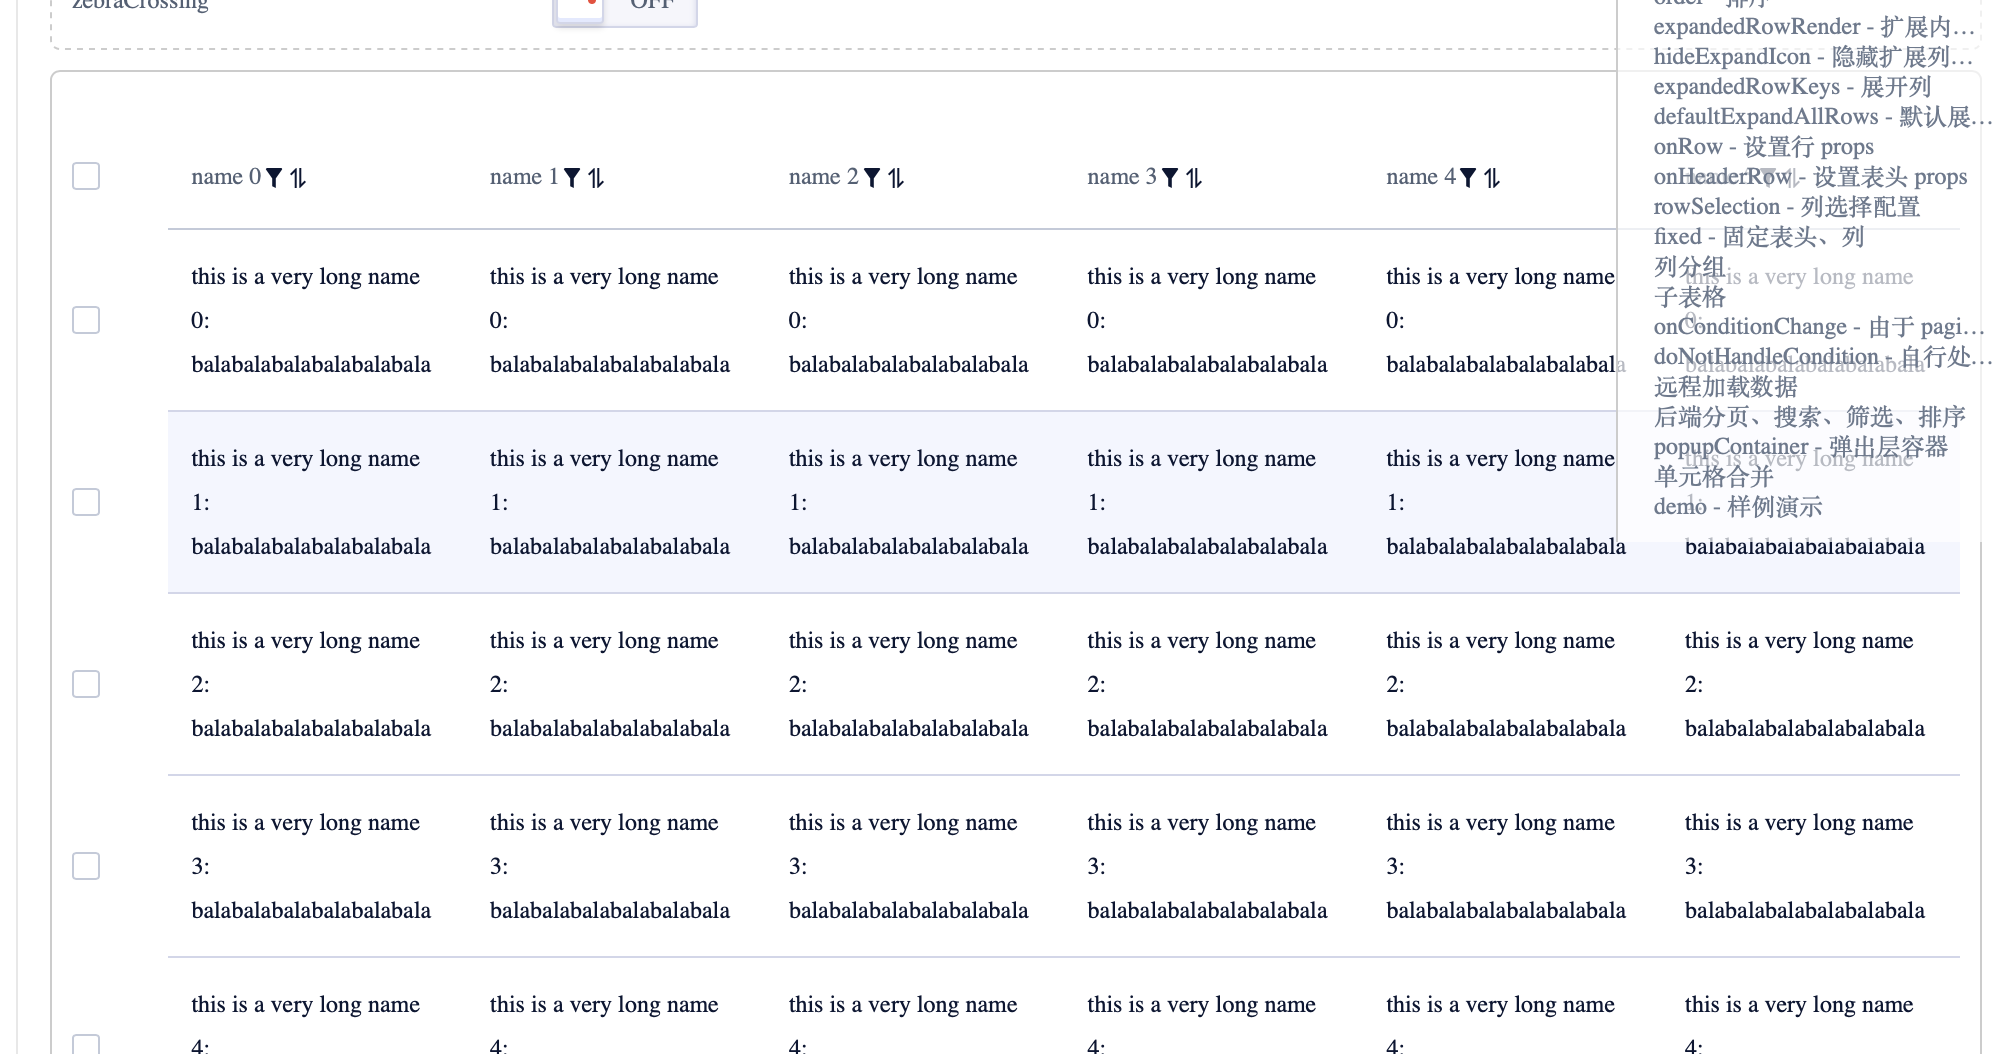 zebraCrossing
OFF
order - 排序
expandedRowRender - 扩展内…
hideExpandIcon - 隐藏扩展列…
expandedRowKeys - 展开列
defaultExpandAllRows - 默认展…
onRow - 设置行 props
onHeaderRow - 设置表头 props
rowSelection - 列选择配置
fixed - 固定表头、列
列分组
子表格
onConditionChange - 由于 pagi…
doNotHandleCondition - 自行处…
远程加载数据
后端分页、搜索、筛选、排序
popupContainer - 弹出层容器
单元格合并
demo - 样例演示
name 0 name 1 name 2 name 3 name 4
this is a very long name this is a very long name this is a very long name this is a very long name this is a very long name this is a very long name
0: 0: 0: 0: 0: 0:
balabalabalabalabalabala balabalabalabalabalabala balabalabalabalabalabala balabalabalabalabalabala balabalabalabalabalabala balabalabalabalabalabala
this is a very long name this is a very long name this is a very long name this is a very long name this is a very long name this is a very long name
1: 1: 1: 1: 1: 1:
balabalabalabalabalabala balabalabalabalabalabala balabalabalabalabalabala balabalabalabalabalabala balabalabalabalabalabala balabalabalabalabalabala
this is a very long name this is a very long name this is a very long name this is a very long name this is a very long name this is a very long name
2: 2: 2: 2: 2: 2:
balabalabalabalabalabala balabalabalabalabalabala balabalabalabalabalabala balabalabalabalabalabala balabalabalabalabalabala balabalabalabalabalabala
this is a very long name this is a very long name this is a very long name this is a very long name this is a very long name this is a very long name
3: 3: 3: 3: 3: 3:
balabalabalabalabalabala balabalabalabalabalabala balabalabalabalabalabala balabalabalabalabalabala balabalabalabalabalabala balabalabalabalabalabala
this is a very long name this is a very long name this is a very long name this is a very long name this is a very long name this is a very long name
4: 4: 4: 4: 4: 4: